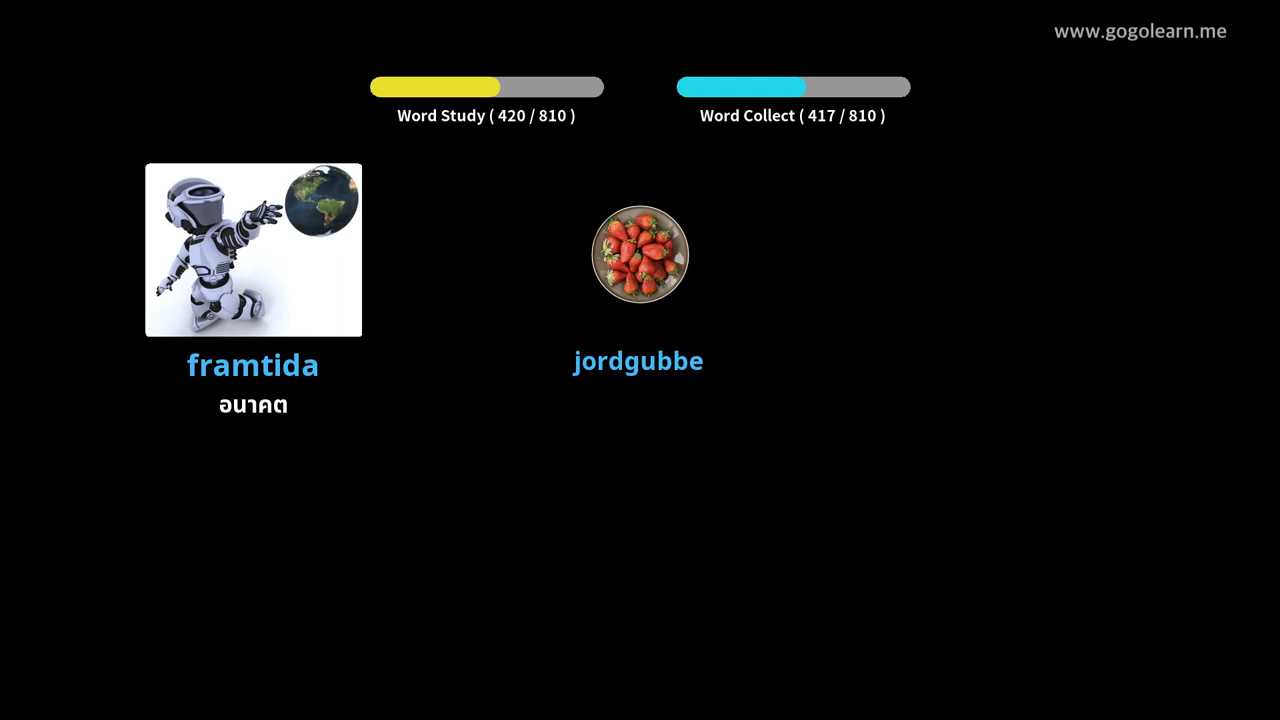 www.gogolearn.me
Word Study ( 420 / 810 )
Word Collect ( 417 / 810 )
framtida
อนาคต
jordgubbe